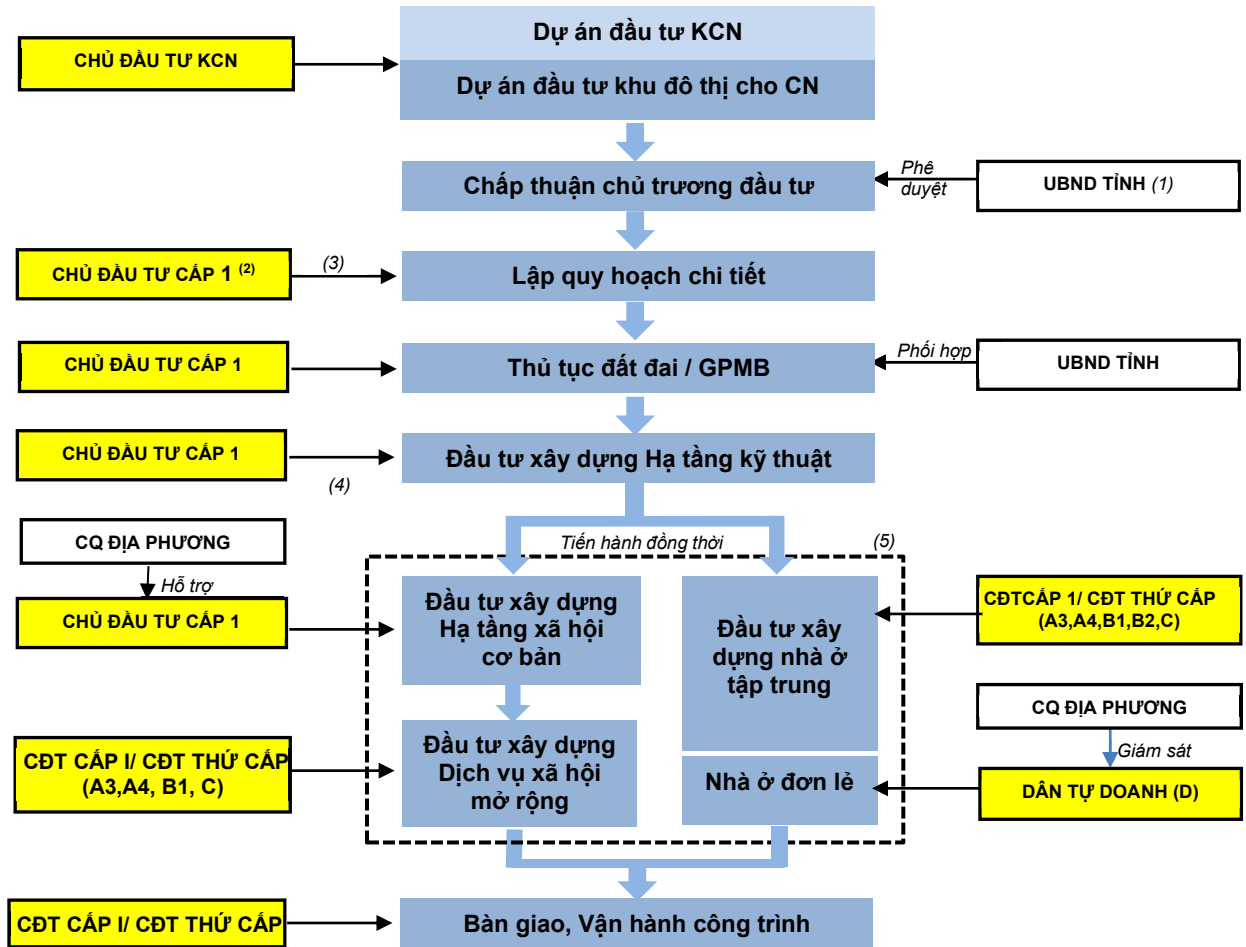 Dự án đầu tư KCN
CHỦ ĐẦU TƯ KCN
Dự án đầu tư khu đô thị cho CN
Chấp thuận chủ trương đầu tư
Phê
duyệt
UBND TỈNH (1)
CHỦ ĐẦU TƯ CẤP 1 (2)
(3)
Lập quy hoạch chi tiết
CHỦ ĐẦU TƯ CẤP 1
Thủ tục đất đai / GPMB
Phối hợp
UBND TỈNH
CHỦ ĐẦU TƯ CẤP 1
(4)
Đầu tư xây dựng Hạ tầng kỹ thuật
CQ ĐỊA PHƯƠNG
Hỗ trợ
CHỦ ĐẦU TƯ CẤP 1
Tiến hành đồng thời
(5)
Đầu tư xây dựng
Hạ tầng xã hội
cơ bản
Đầu tư xây
dựng nhà ở
tập trung
CĐTCẤP 1/ CĐT THỨ CẤP
(A3,A4,B1,B2,C)
CQ ĐỊA PHƯƠNG
Giám sát
CĐT CẤP I/ CĐT THỨ CẤP
(A3,A4, B1, C)
Đầu tư xây dựng
Dịch vụ xã hội
mở rộng
Nhà ở đơn lẻ
DÂN TỰ DOANH (D)
CĐT CẤP I/ CĐT THỨ CẤP
Bàn giao, Vận hành công trình